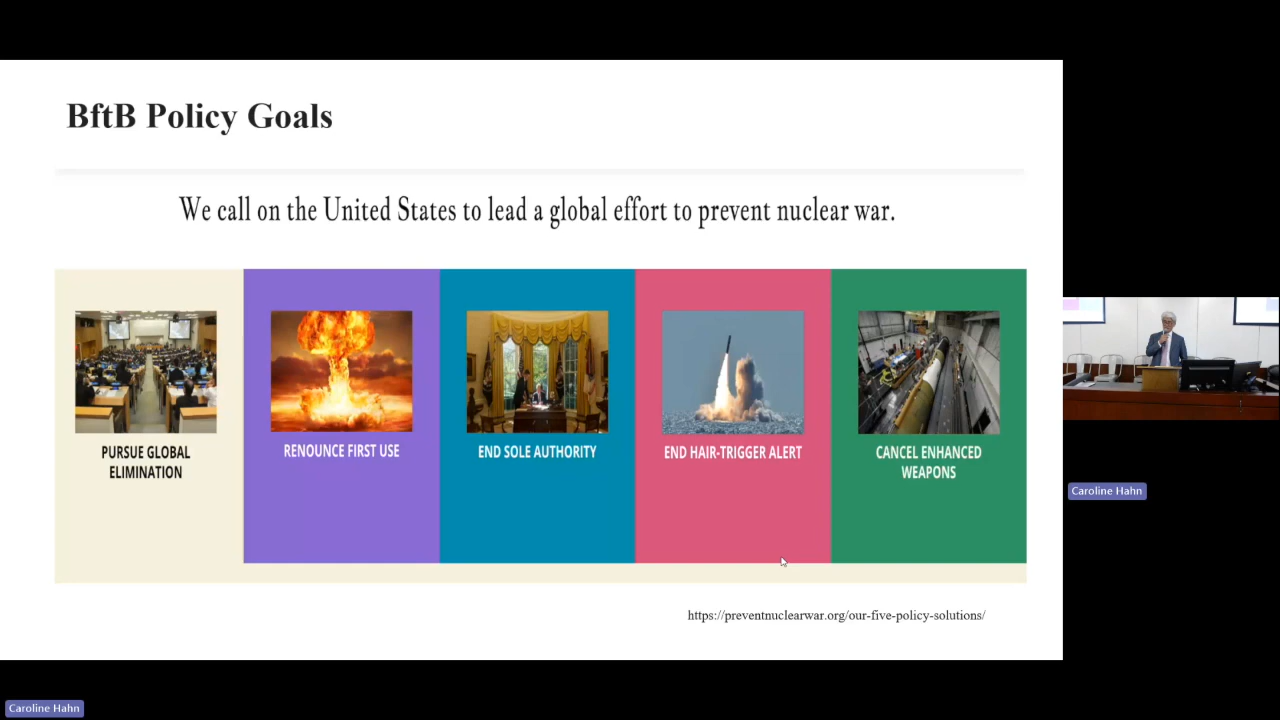 BftB Policy Goals
We call on the United States to lead a global effort to prevent nuclear war.
PURSUE GLOBAL
ELIMINATION
RENOUNCE FIRST USE
END SOLE AUTHORITY
END HAIR-TRIGGER ALERT
CANCEL ENHANCED
WEAPONS
https://preventnuclearwar.org/our-five-policy-solutions/
Caroline Hahn
Caroline Hahn